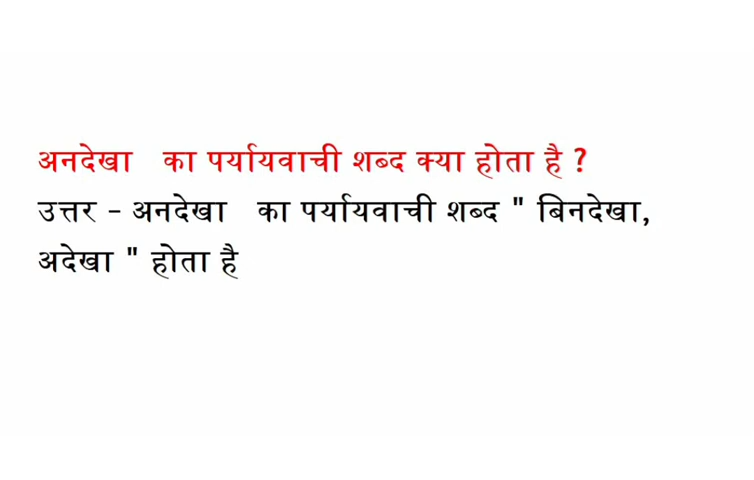 अनदेखा का पर्यायवाची शब्द क्या होता है ?
उत्तर - अनदेखा का पर्यायवाची शब्द " बिनदेखा,
अदेखा " होता है